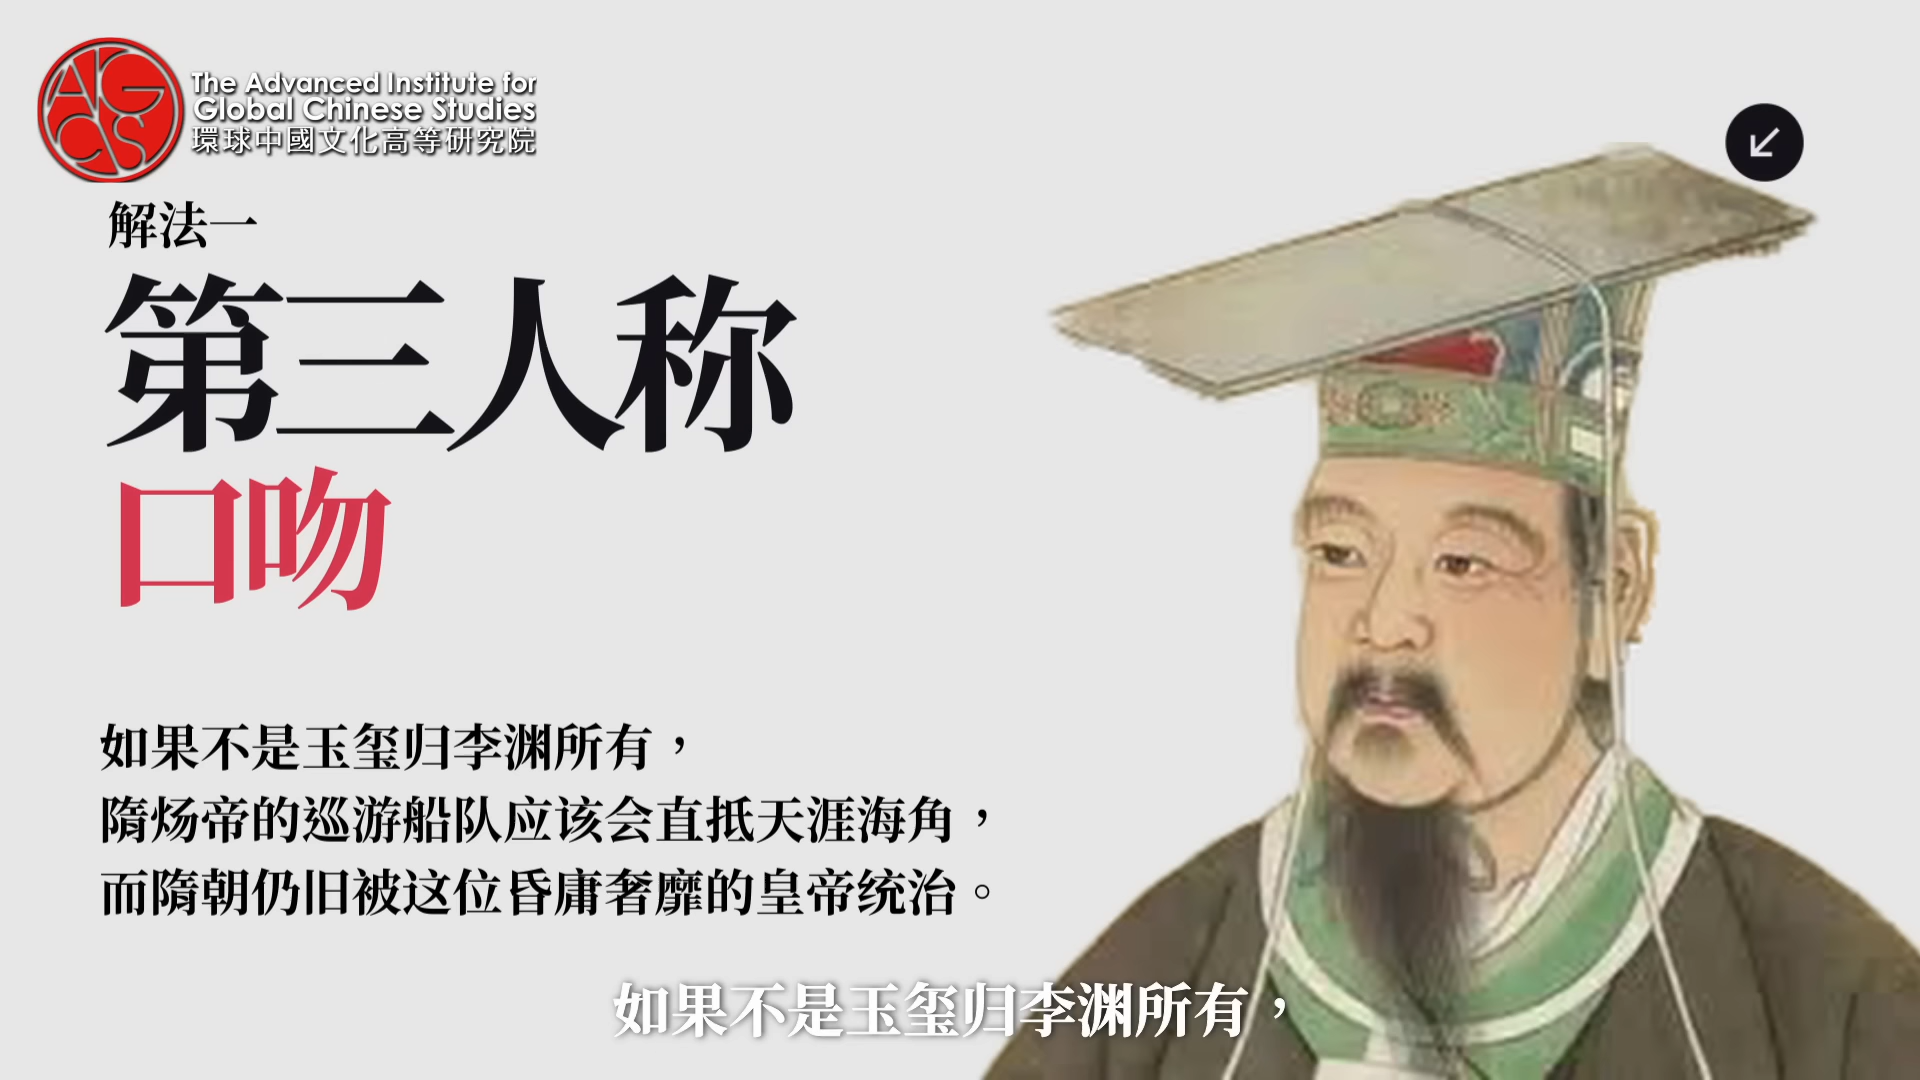 AGCS
The Advanced Institute for
Global Chinese Studies
環球中國文化高等研究院
解法一
第三人称
口吻
如果不是玉玺归李渊所有，
隋炀帝的巡游船队应该会直抵天涯海角，
而隋朝仍旧被这位昏庸奢靡的皇帝统治。
如果不是玉玺归李渊所有，